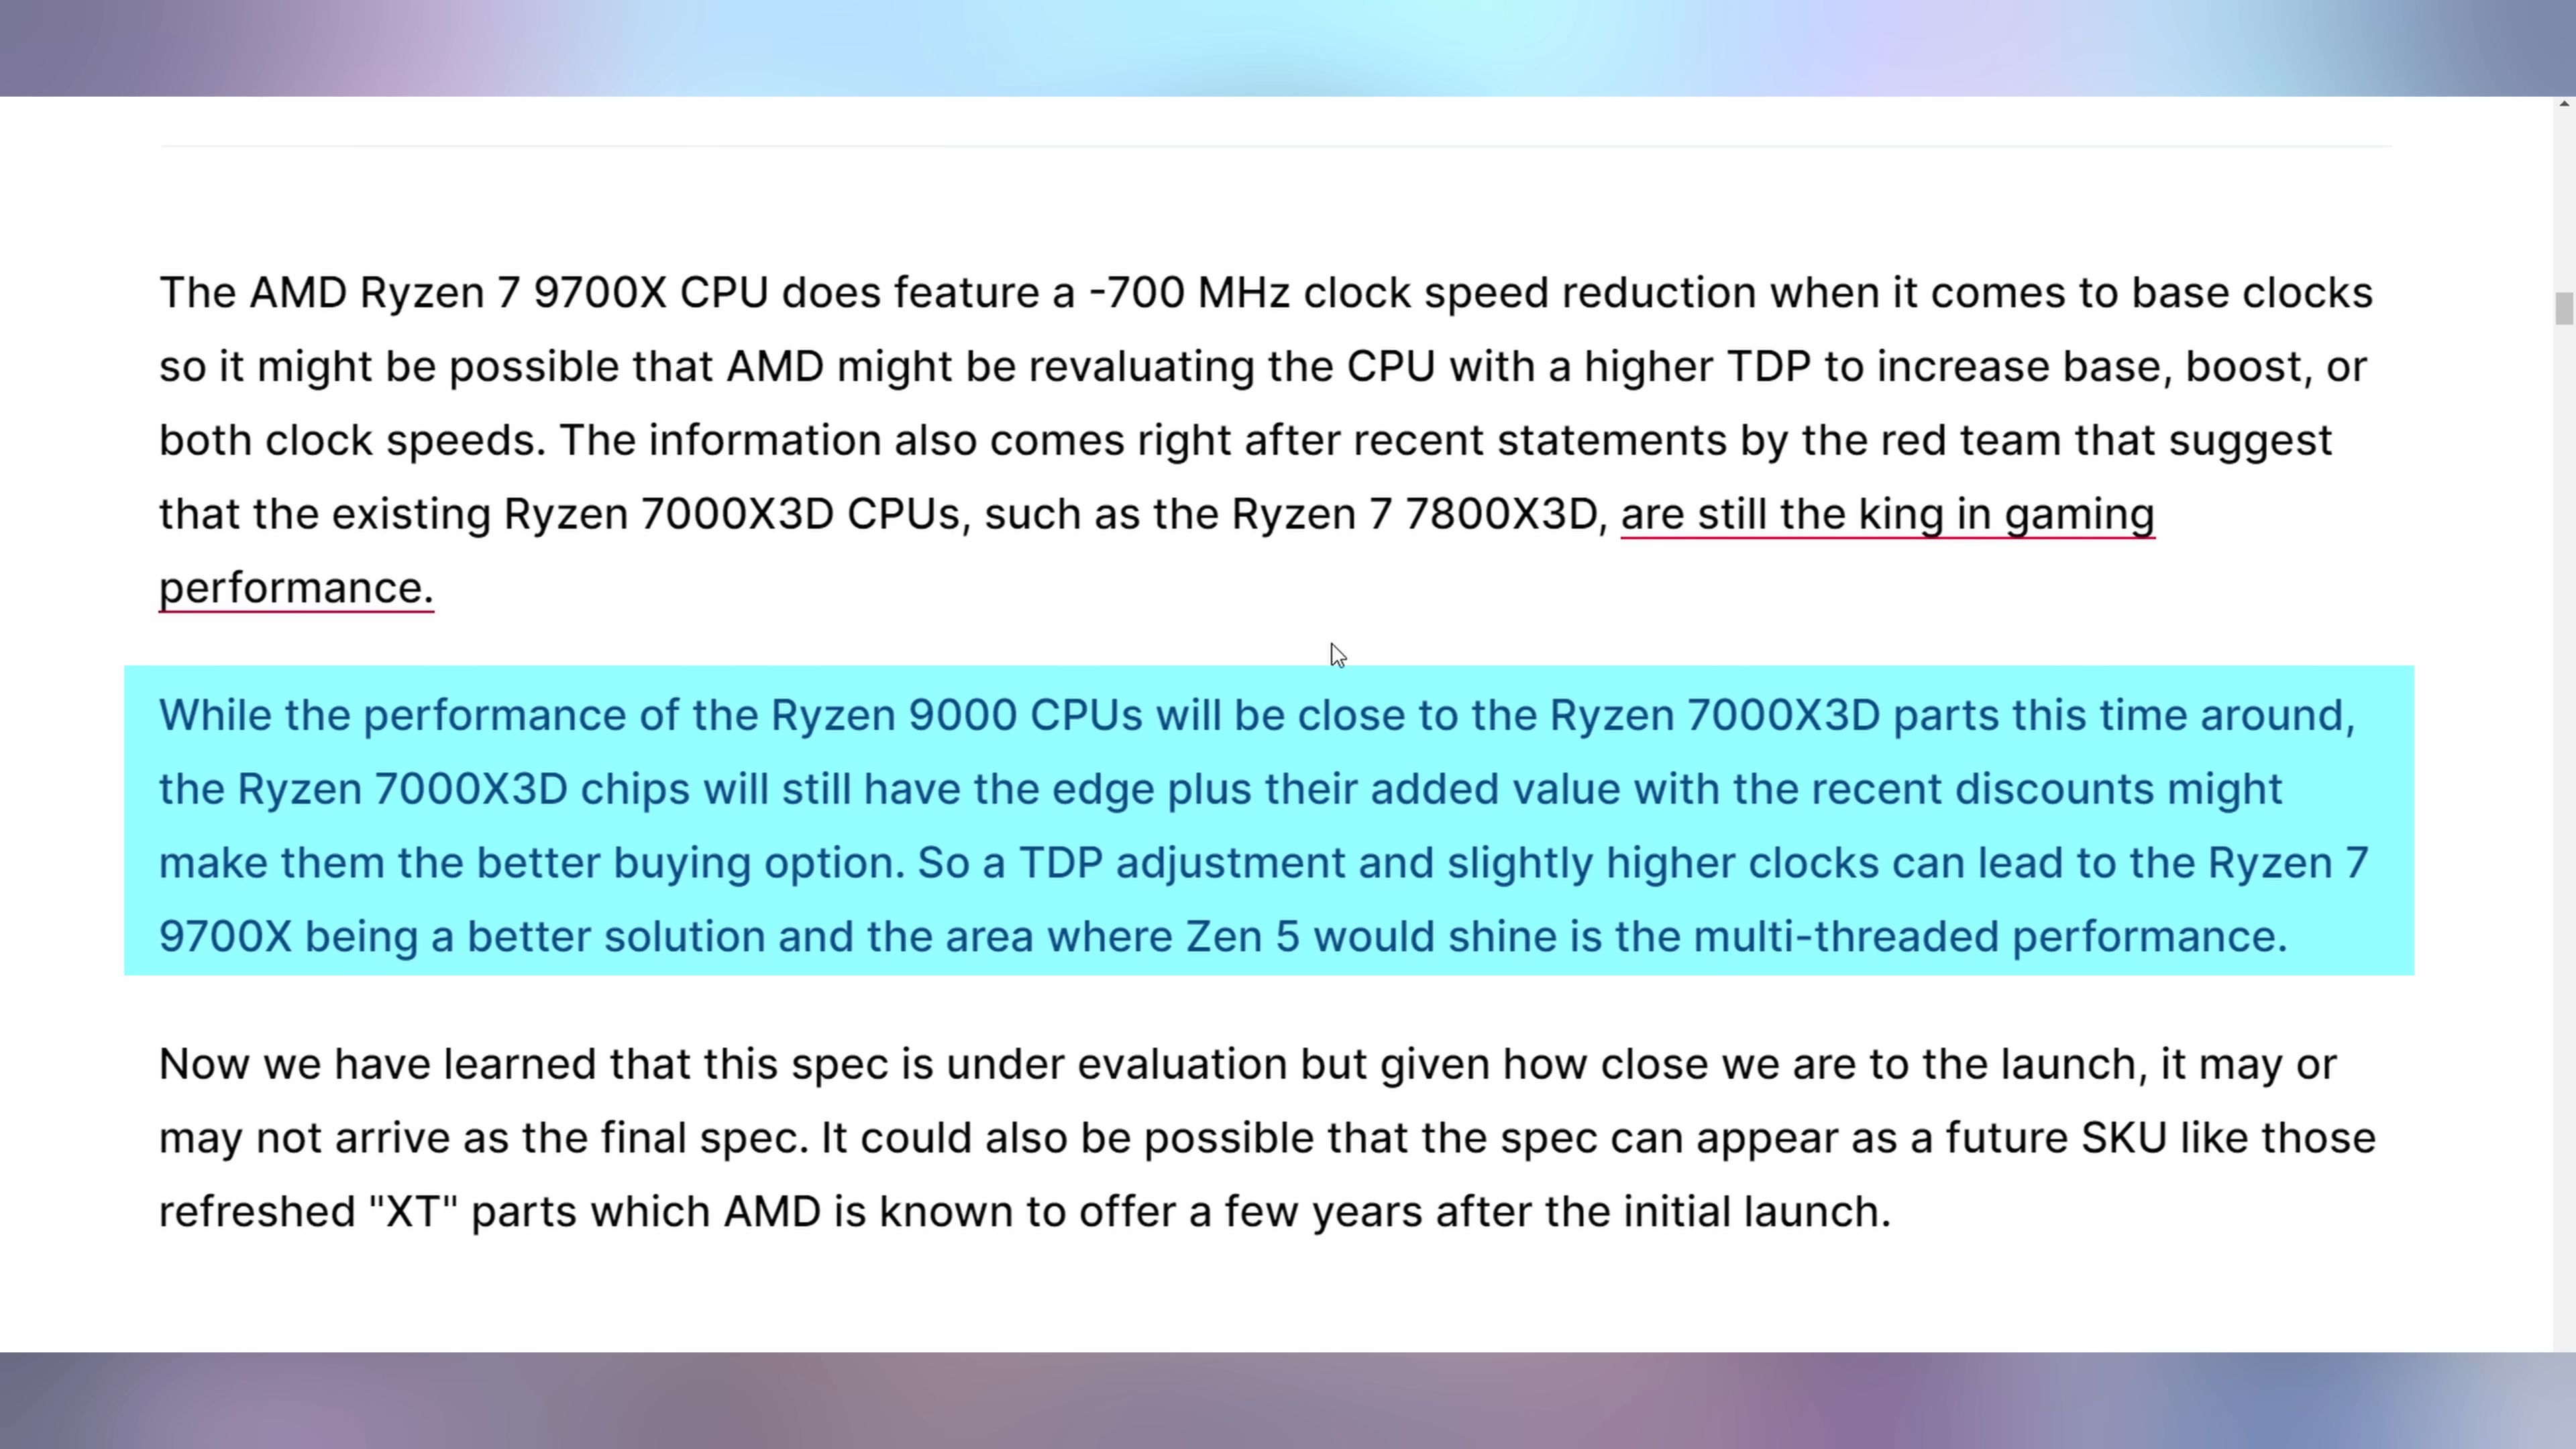 The AMD Ryzen 7 9700X CPU does feature a -700 MHz clock speed reduction when it comes to base clocks
so it might be possible that AMD might be revaluating the CPU with a higher TDP to increase base, boost, or
both clock speeds. The information also comes right after recent statements by the red team that suggest
that the existing Ryzen 7000X3D CPUs, such as the Ryzen 7 7800X3D, are still the king in gaming
performance.
While the performance of the Ryzen 9000 CPUs will be close to the Ryzen 7000X3D parts this time around,
the Ryzen 7000X3D chips will still have the edge plus their added value with the recent discounts might
make them the better buying option. So a TDP adjustment and slightly higher clocks can lead to the Ryzen 7
9700X being a better solution and the area where Zen 5 would shine is the multi-threaded performance.
Now we have learned that this spec is under evaluation but given how close we are to the launch, it may or
may not arrive as the final spec. It could also be possible that the spec can appear as a future SKU like those
refreshed "XT" parts which AMD is known to offer a few years after the initial launch.